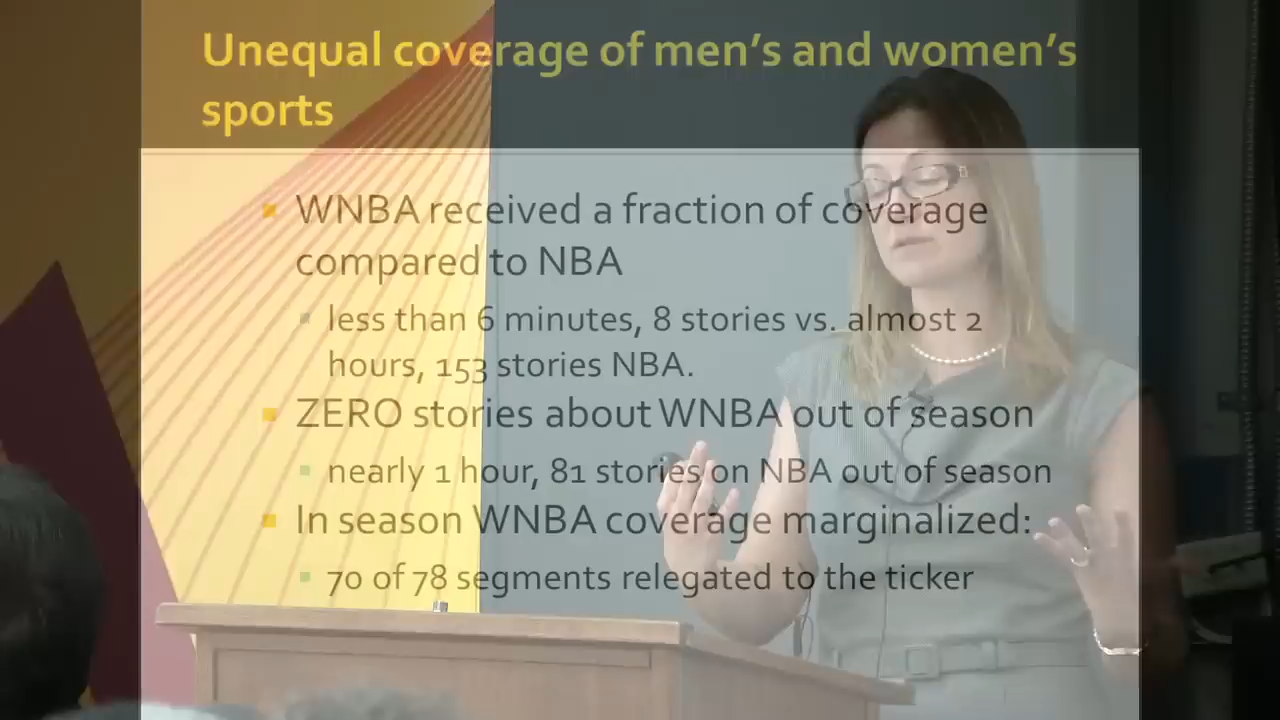 Unequal coverage of men’s and women’s
sports
WNBA received a fraction of coverage
compared to NBA
less than 6 minutes, 8 stories vs. almost 2
hours, 153 stories NBA.
ZERO stories about WNBA out of season
nearly 1 hour, 81 stories on NBA out of season
In season WNBA coverage marginalized:
70 of 78 segments relegated to the ticker